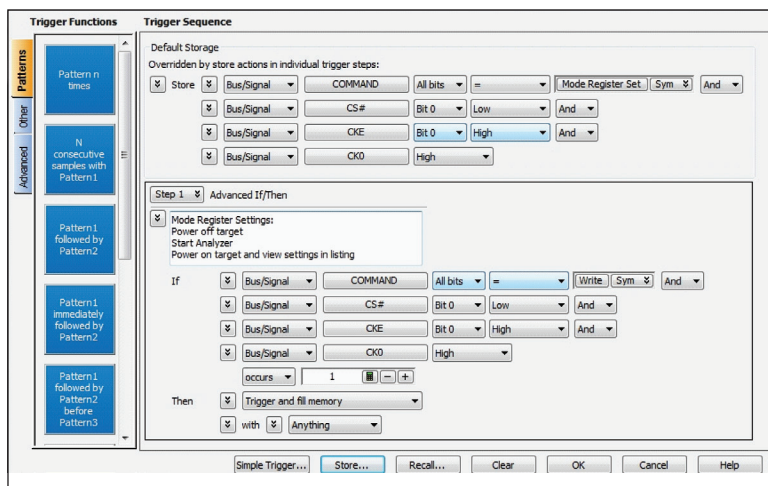 Trigger Functions
Trigger Sequence
Patterns
Other
Advanced
Pattern n
times
N
consecutive
samples with
Pattern1
Pattern1
followed by
Pattern2
Pattern1
immediately
followed by
Pattern2
Pattern1
followed by
Pattern2
before
Pattern3
Default Storage
Overridden by store actions in individual trigger steps:
Store Bus/Signal COMMAND All bits = Mode Register Set Sym And
Bus/Signal CS# Bit 0 Low And
Bus/Signal CKE Bit 0 High And
Bus/Signal CK0 High
Step 1 Advanced If/Then
Mode Register Settings:
Power off target
Start Analyzer
Power on target and view settings in listing
If Bus/Signal COMMAND All bits = Write Sym And
Bus/Signal CS# Bit 0 Low And
Bus/Signal CKE Bit 0 High And
Bus/Signal CK0 High
occurs 1 − +
Then Trigger and fill memory
with Anything
Simple Trigger... Store... Recall... Clear OK Cancel Help